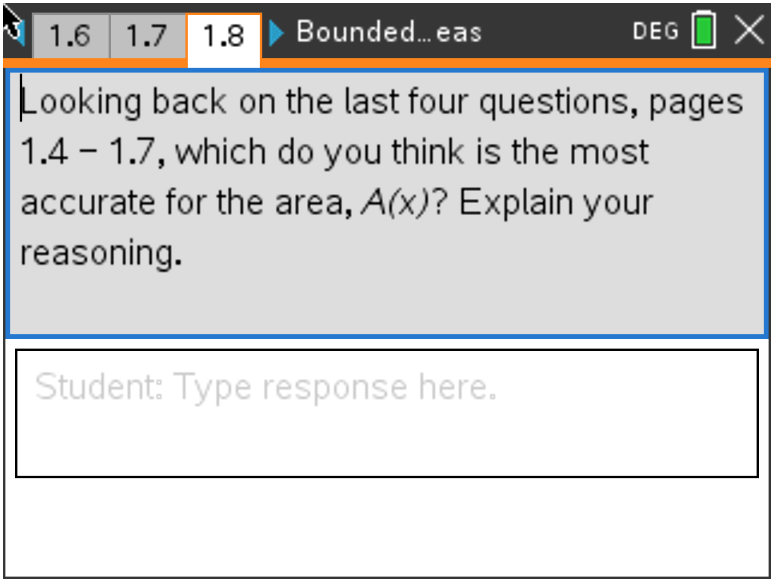 1.6 1.7 1.8 Bounded...eas DEG
Looking back on the last four questions, pages
1.4 – 1.7, which do you think is the most
accurate for the area, A(x)? Explain your
reasoning.
Student: Type response here.